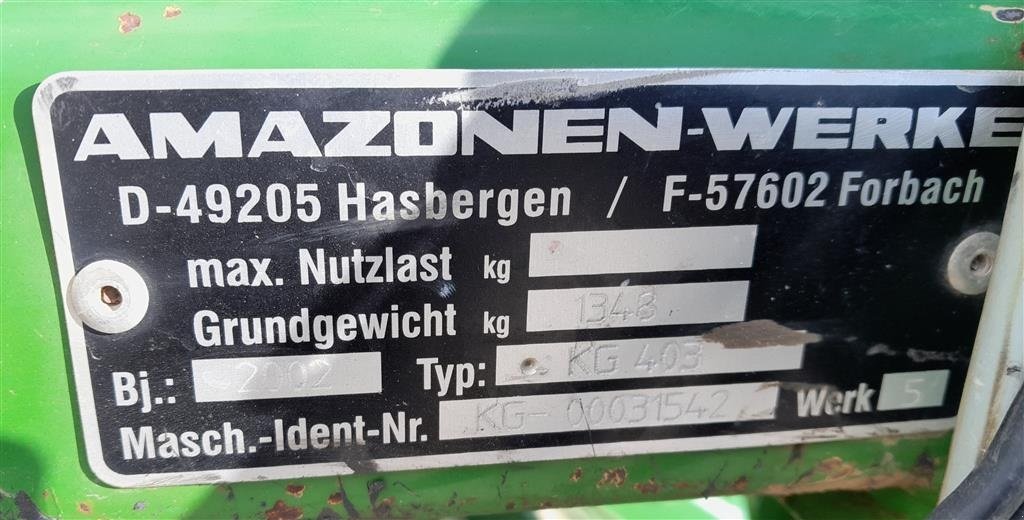 AMAZONEN-WERKE
D-49205 Hasbergen / F-57602 Forbach
max. Nutzlast kg
Grundgewicht kg 1348
Bj.: 2002 Typ: KG 403
Masch.-Ident-Nr. KG-00031542 Werk 5